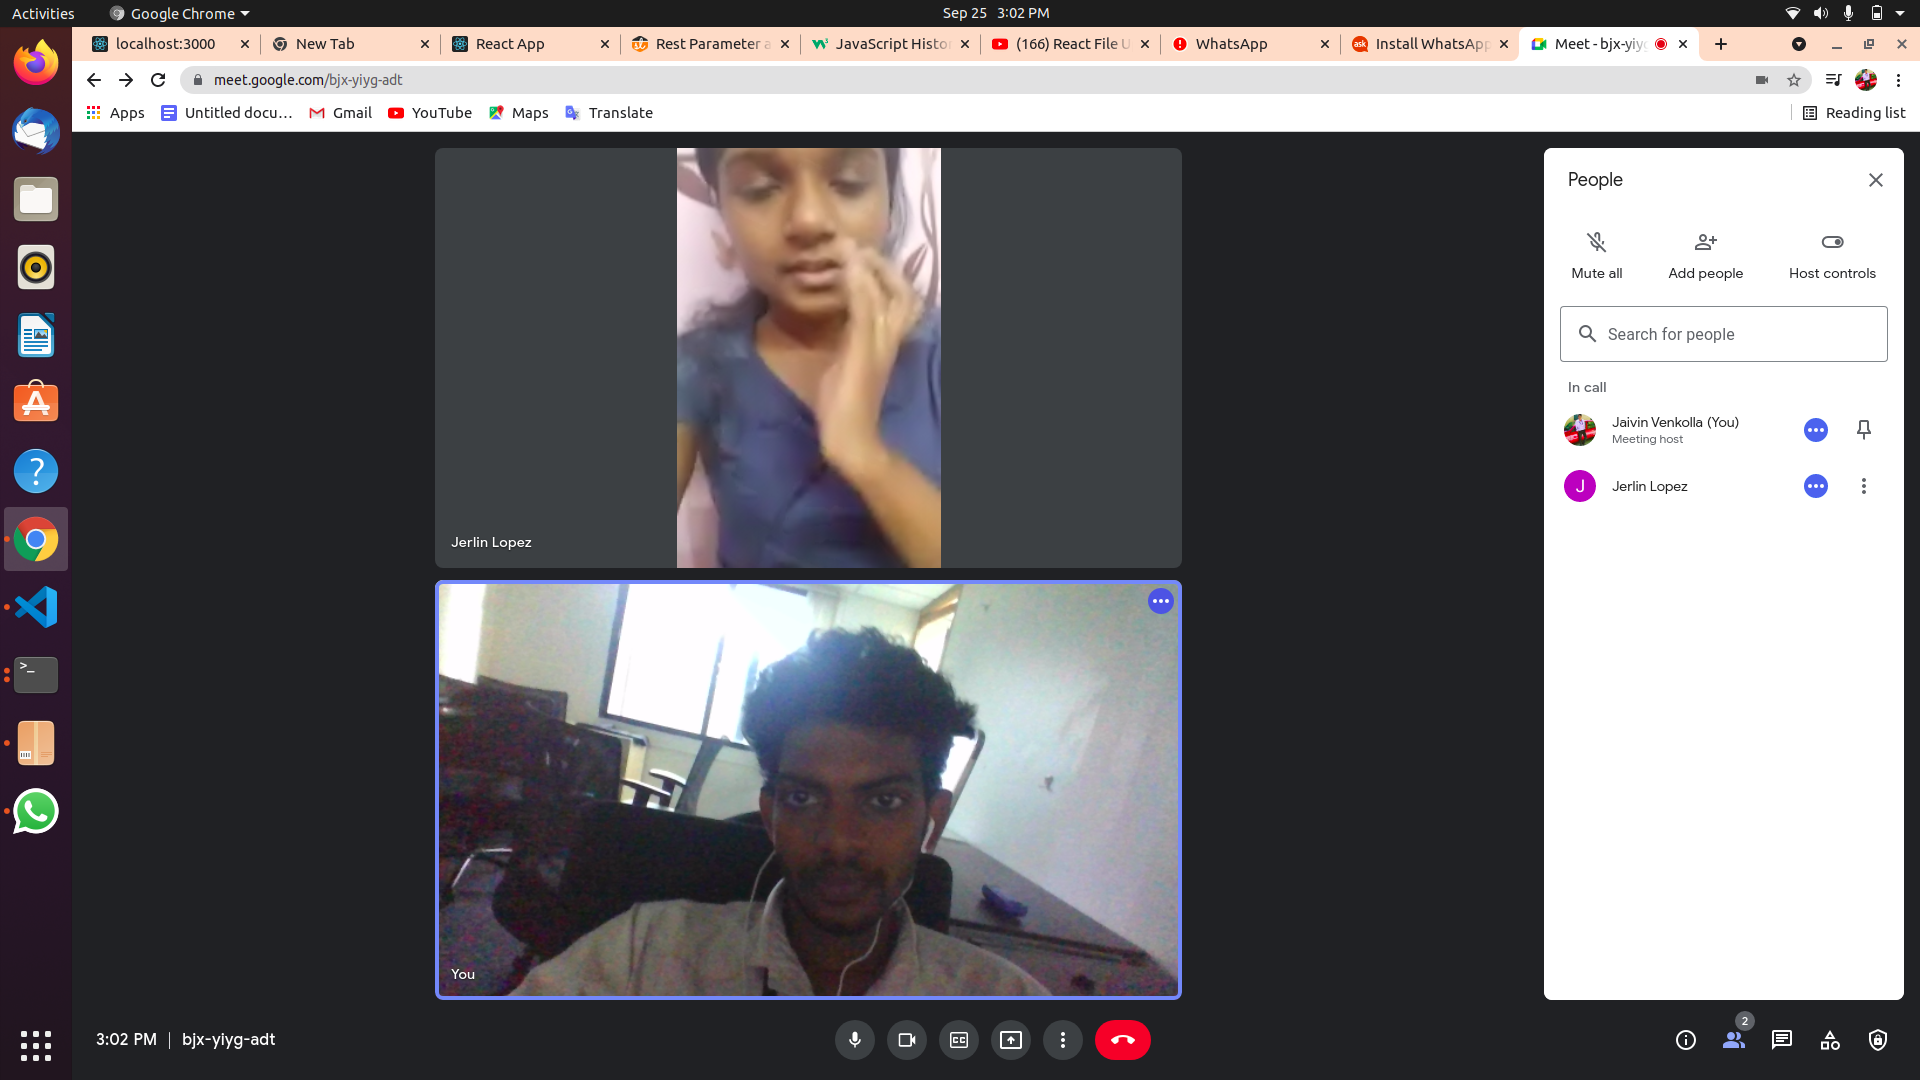 Activities
Google Chrome
Sep 25 3:02 PM
localhost:3000
New Tab
React App
Rest Parameter a
JavaScript Histo
(166) React File U
WhatsApp
Install WhatsApp
Meet - bjx-yiyg
meet.google.com/bjx-yiyg-adt
Apps
Untitled docu...
Gmail
YouTube
Maps
Translate
Reading list
Jerlin Lopez
You
People
Mute all
Add people
Host controls
Search for people
In call
Jaivin Venkolla (You)
Meeting host
J
Jerlin Lopez
3:02 PM | bjx-yiyg-adt
CC
2